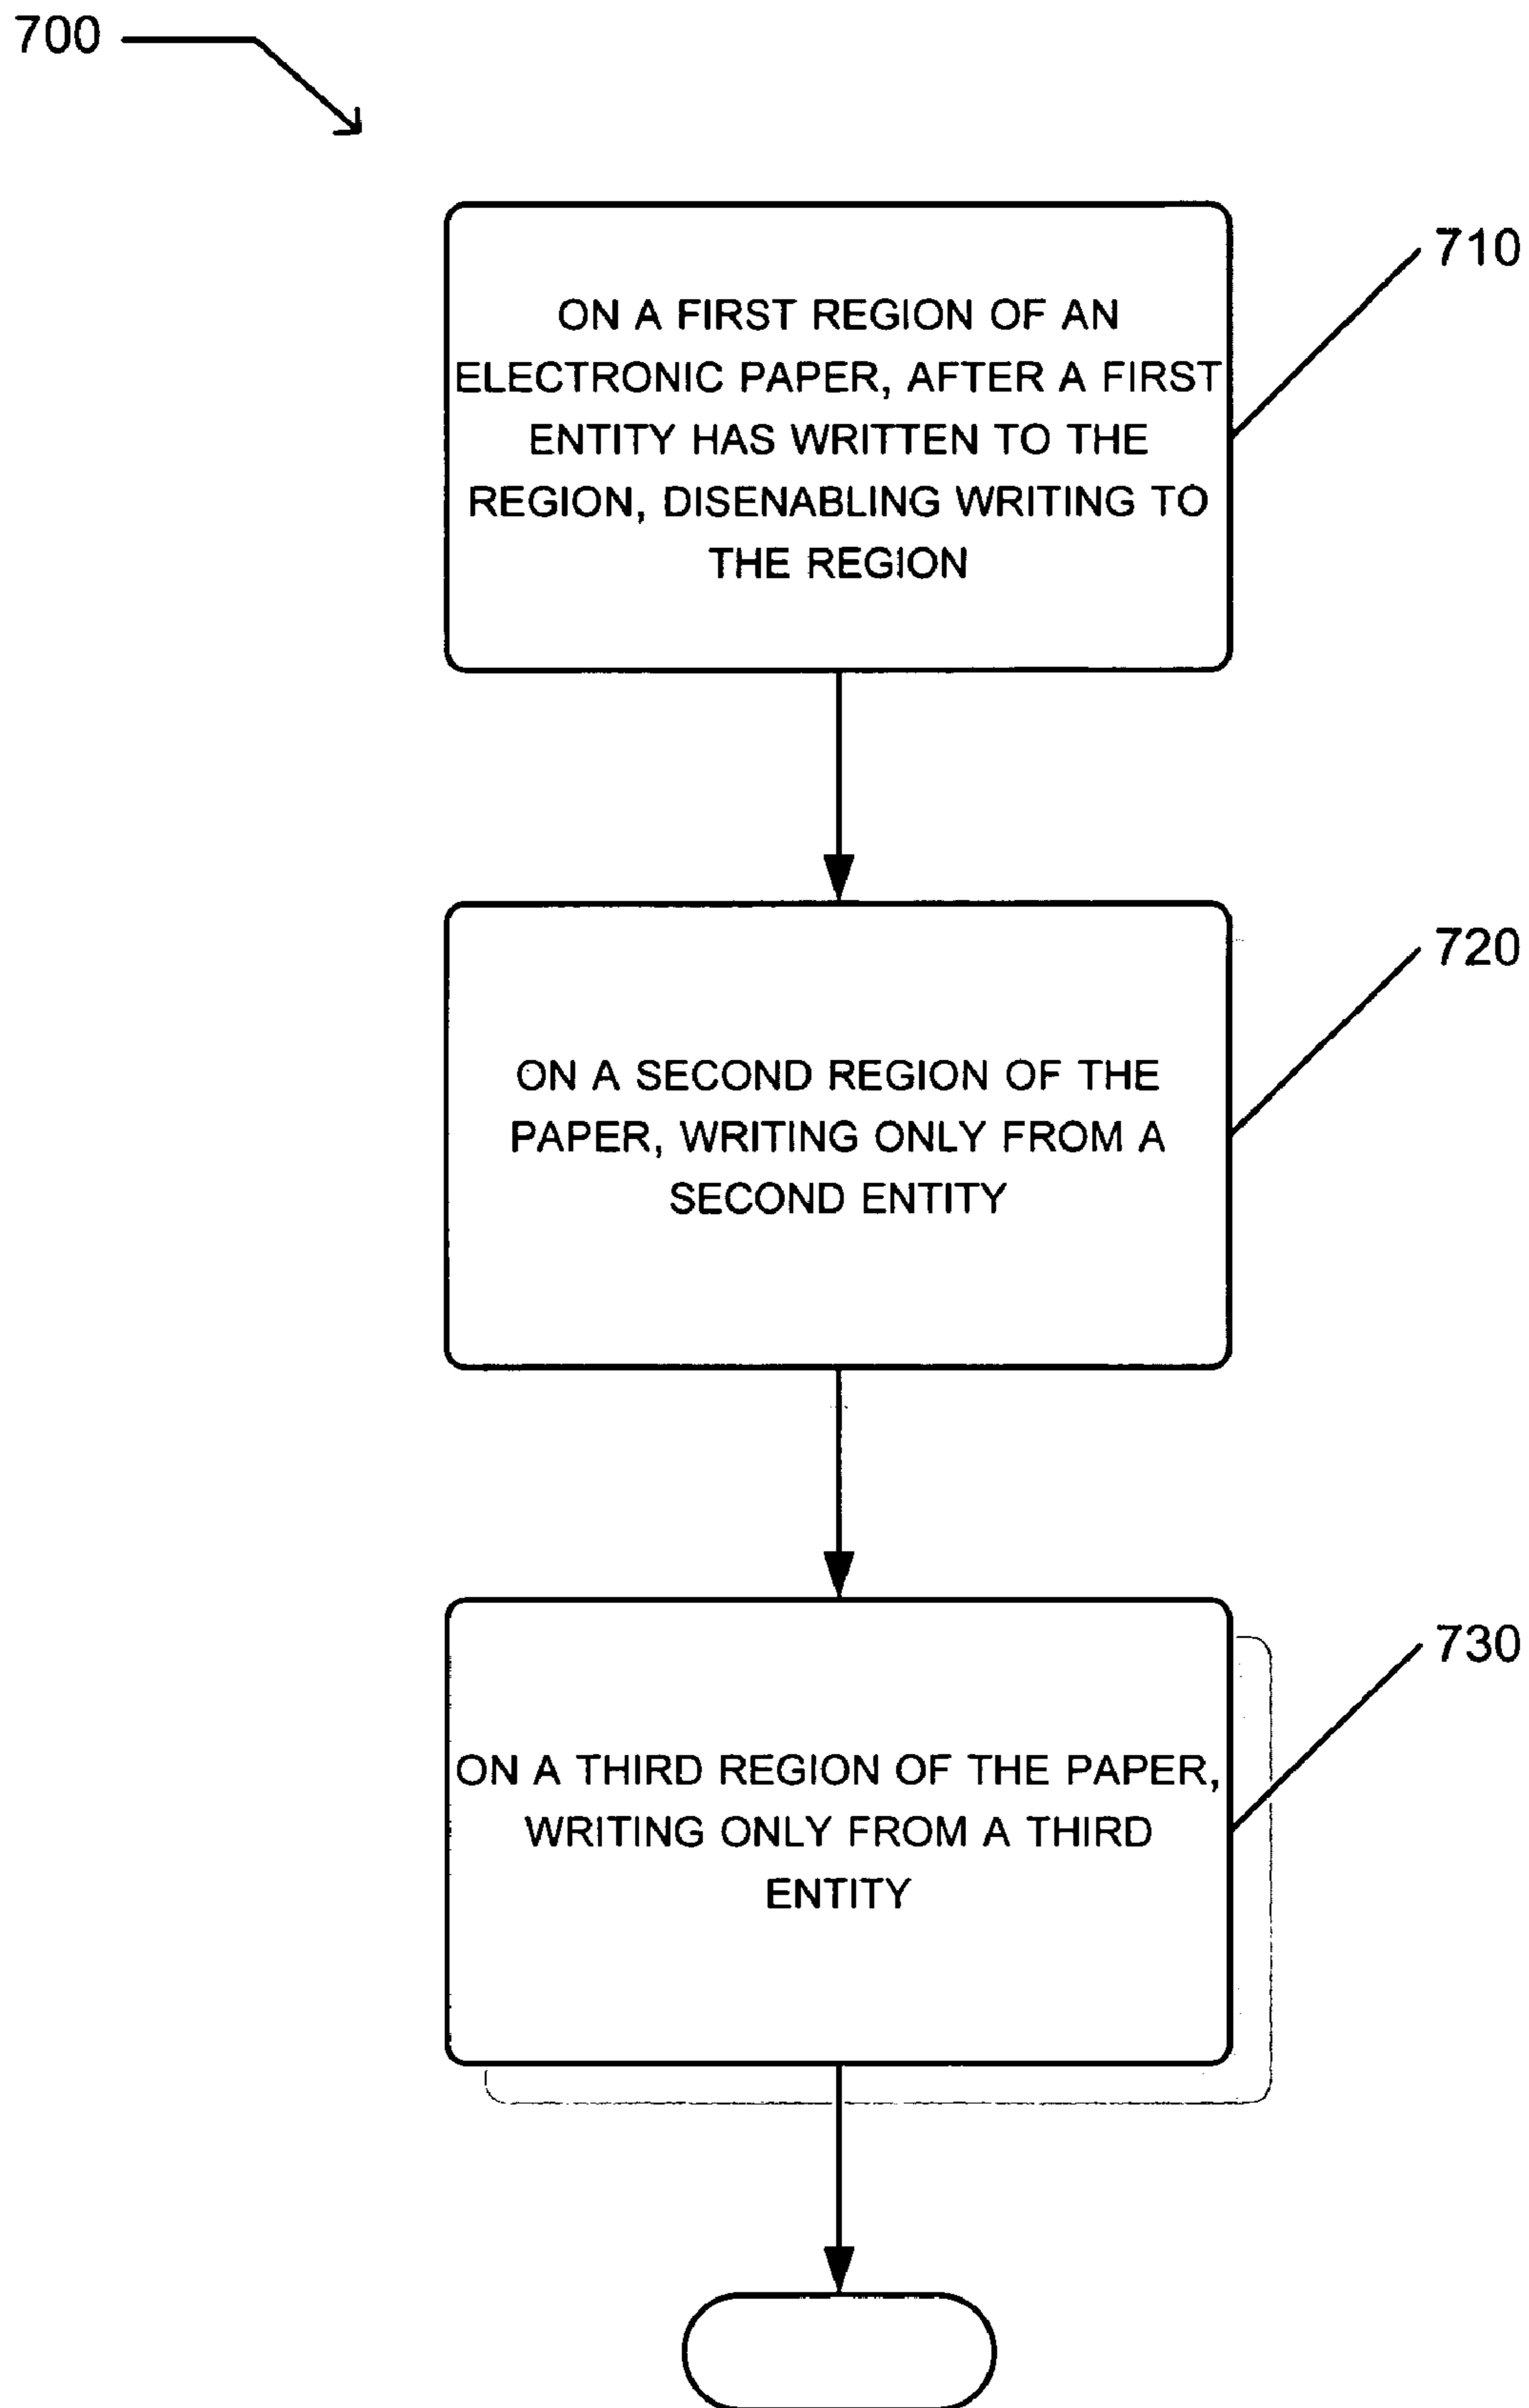 700
710
ON A FIRST REGION OF AN
ELECTRONIC PAPER, AFTER A FIRST
ENTITY HAS WRITTEN TO THE
REGION, DISENABLING WRITING TO
THE REGION
720
ON A SECOND REGION OF THE
PAPER, WRITING ONLY FROM A
SECOND ENTITY
730
ON A THIRD REGION OF THE PAPER,
WRITING ONLY FROM A THIRD
ENTITY